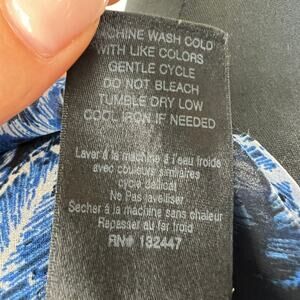 MACHINE WASH COLD
WITH LIKE COLORS
GENTLE CYCLE
DO NOT BLEACH
TUMBLE DRY LOW
COOL IRON IF NEEDED
Laver à la machine à l'eau froide
avec couleurs similaires
cycle delicat
Ne Pas javelliser
Sécher à la machine sans chaleur
Repasser au fer froid
RN# 132447